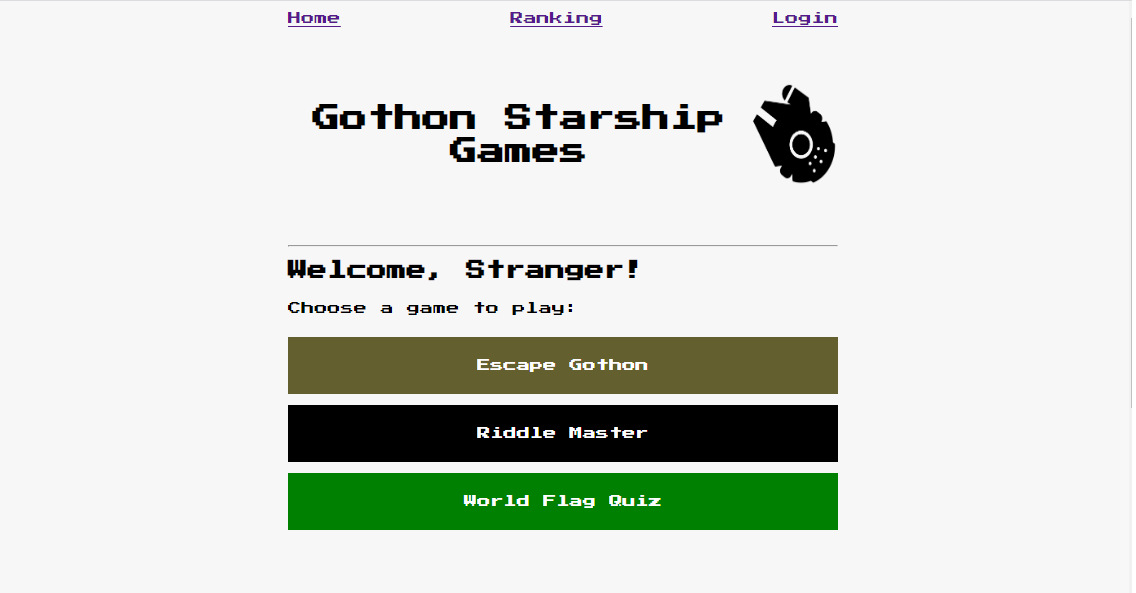 Home
Ranking
Login
Gothon Starship
Games
Welcome, Stranger!
Choose a game to play:
Escape Gothon
Riddle Master
World Flag Quiz